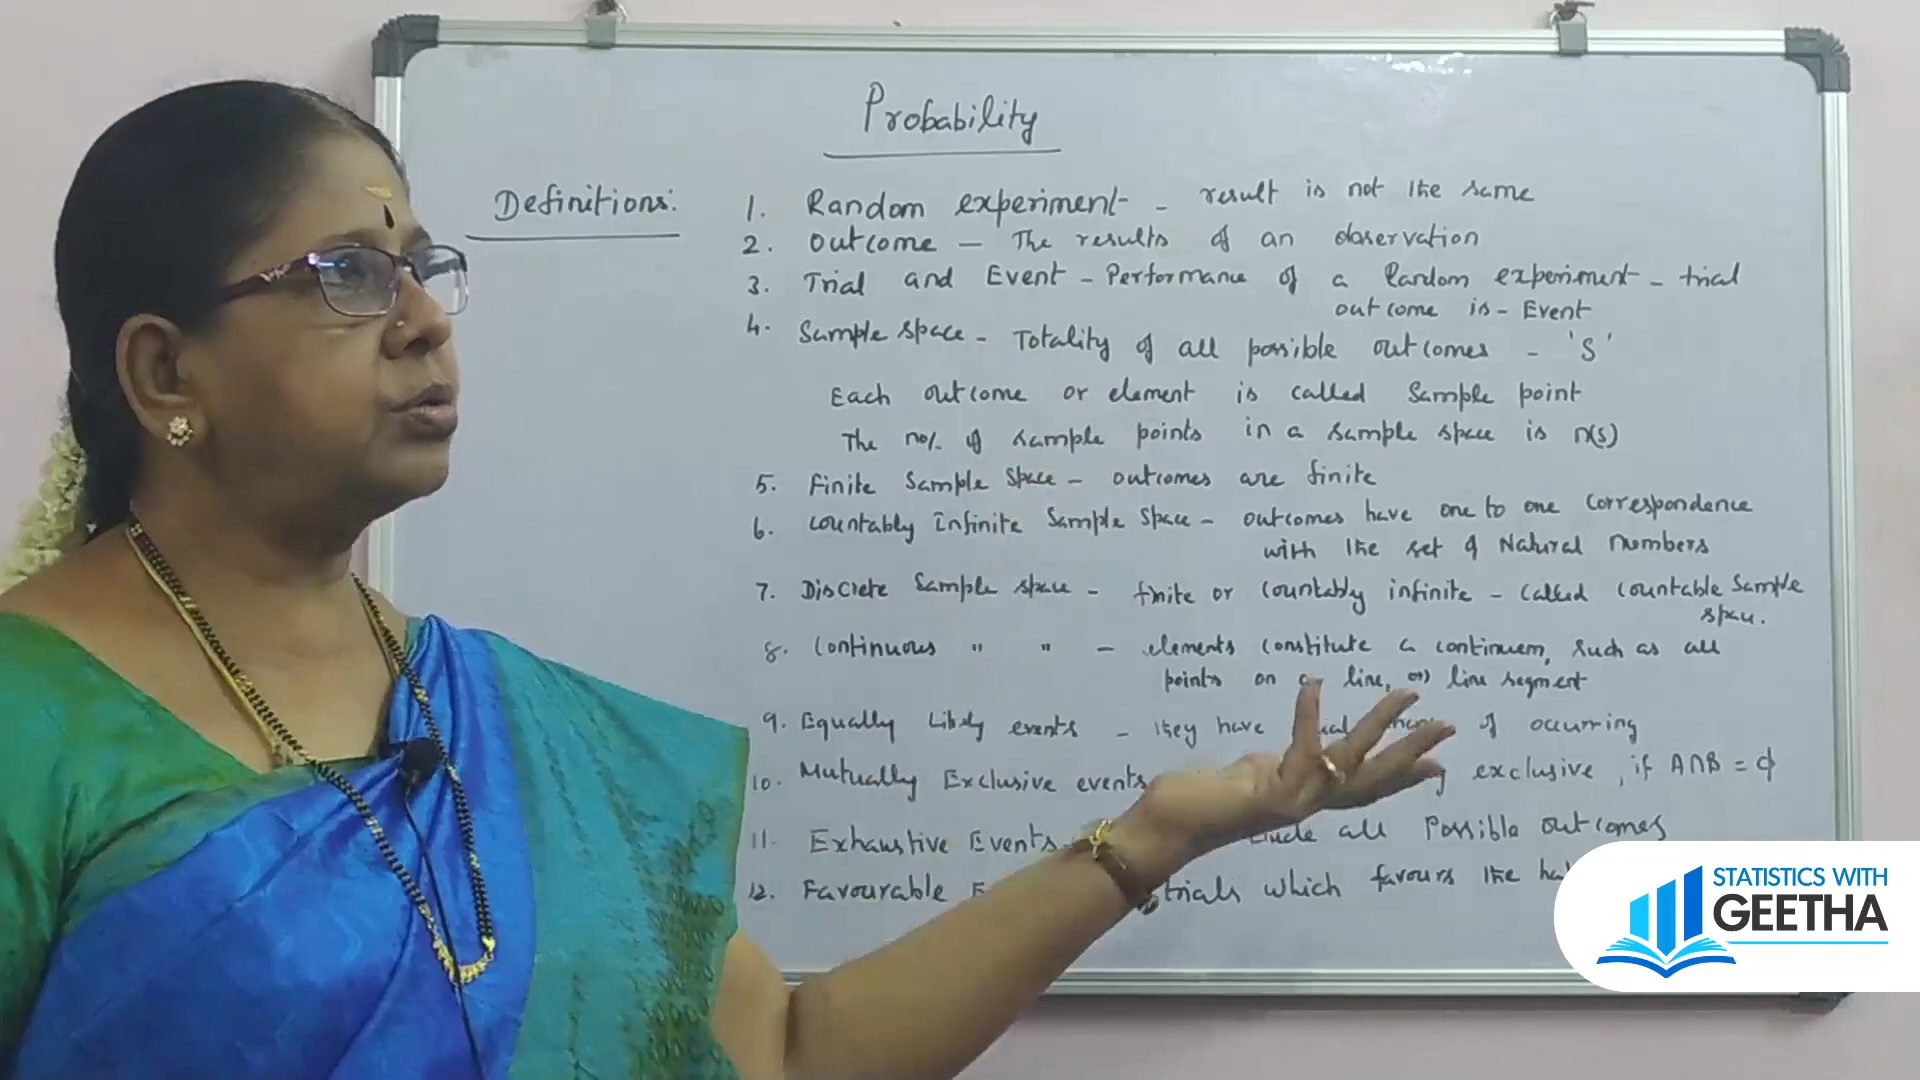 Probability
Definitions:
1. Random experiment - result is not the same
2. Outcome - The results of an observation
3. Trial and Event - Performance of a Random experiment - trial
outcome is - Event
4. Sample space - Totality of all possible outcomes - 'S'
Each outcome or element is called Sample point
The no/. of sample points in a sample space is n(s)
5. Finite Sample Space - outcomes are finite
6. Countably Infinite Sample Space - outcomes have one to one correspondence
with the set of Natural Numbers
7. Discrete Sample space - finite or countably infinite - called countable Sample
space.
8. Continuous " " - elements constitute a continuem, such as all
points on a line, (or) line segment
9. Equally Likely events - they have of occurring
10. Mutually Exclusive events exclusive, if A∩B = ϕ
11. Exhaustive Events - all Possible outcomes
12. Favourable trials which favours the
STATISTICS WITH
GEETHA